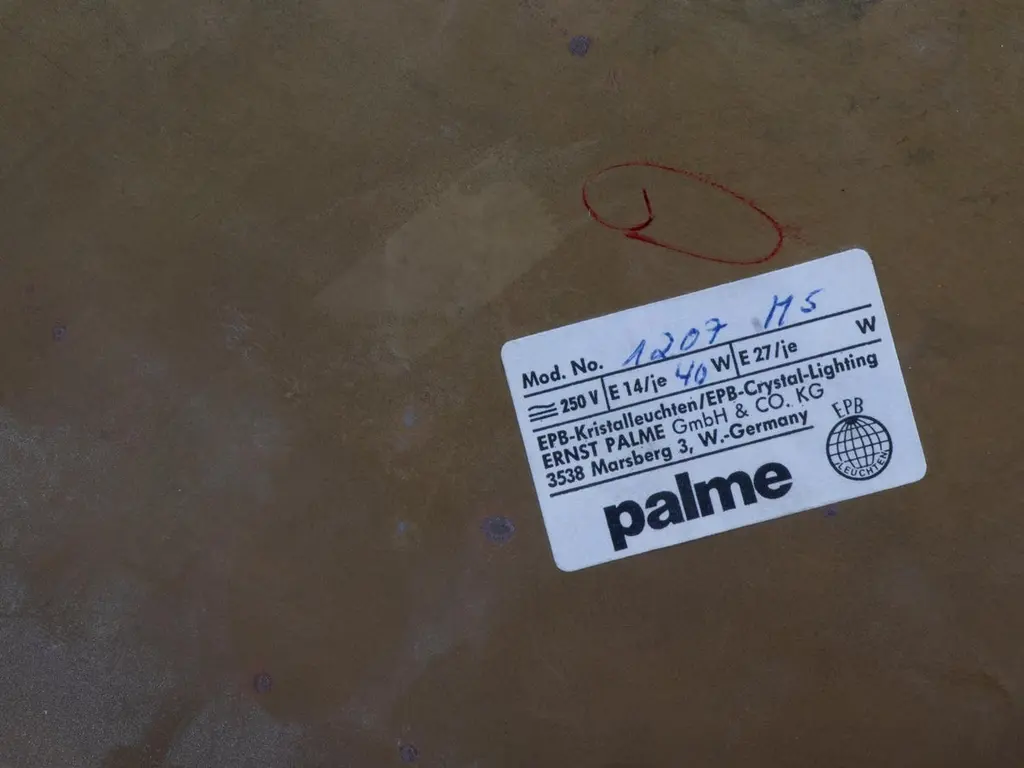 Mod. No. 1207 MS
250 V E 14/je 40 W E 27/je W
EPB-Kristalleuchten/EPB-Crystal-Lighting
ERNST PALME GmbH & CO. KG
3538 Marsberg 3, W.-Germany
palme
EPB
LEUCHTEN